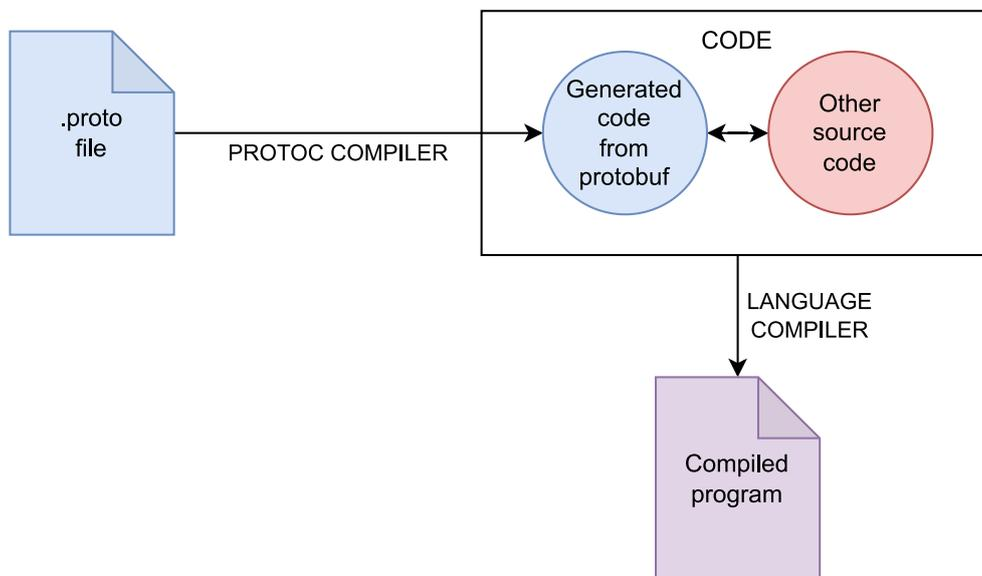 CODE
.proto
file
PROTOC COMPILER
Generated
code
from
protobuf
Other
source
code
LANGUAGE
COMPILER
Compiled
program